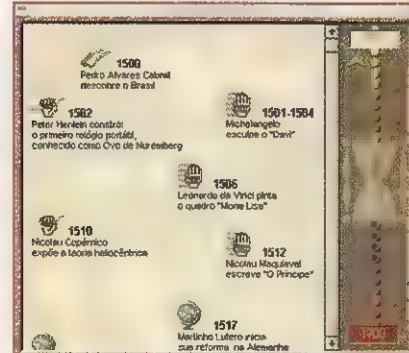 1500
Pedro Alvares Cabral
descobre o Brasil
1502
Peter Henlein constrói
o primeiro relógio portátil,
conhecido como Ovo de Nuremberg
1501-1504
Michelangelo
esculpe o "Davi"
1506
Leonardo da Vinci pinta
o quadro "Mona Lisa"
1510
Nicolau Copérnico
expõe a teoria heliocêntrica
1512
Nicolau Maquiavel
escreve "O Príncipe"
1517
Martinho Lutero inicia
sua reforma na Alemanha